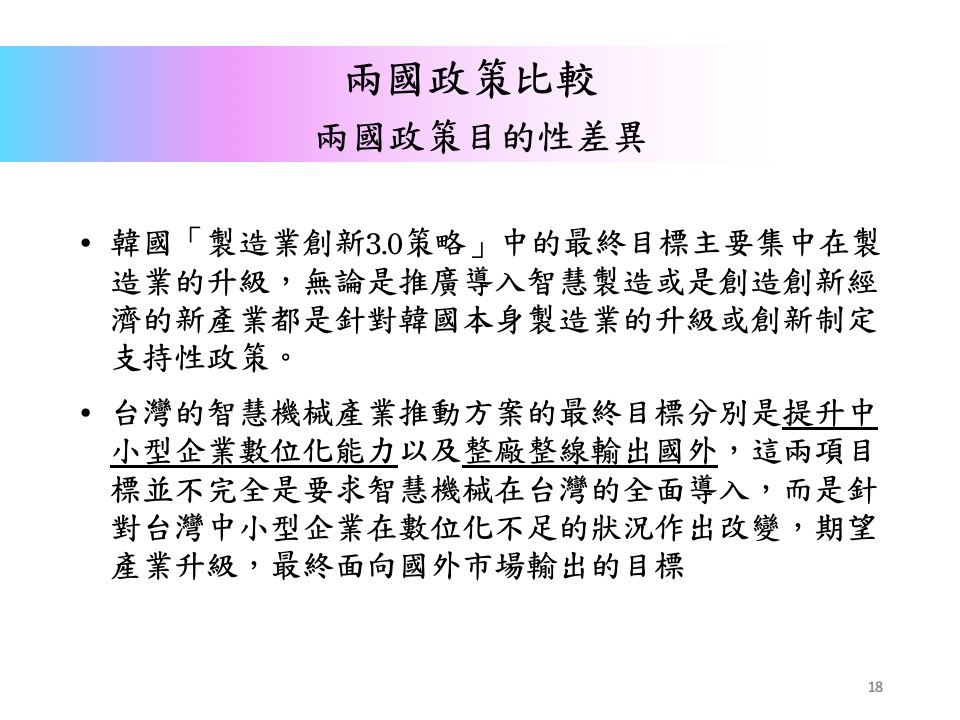 兩國政策比較
兩國政策目的性差異
• 韓國「製造業創新3.0策略」中的最終目標主要集中在製
造業的升級，無論是推廣導入智慧製造或是創造創新經
濟的新產業都是針對韓國本身製造業的升級或創新制定
支持性政策。
• 台灣的智慧機械產業推動方案的最終目標分別是提升中
小型企業數位化能力以及整廠整線輸出國外，這兩項目
標並不完全是要求智慧機械在台灣的全面導入，而是針
對台灣中小型企業在數位化不足的狀況作出改變，期望
產業升級，最終面向國外市場輸出的目標
18